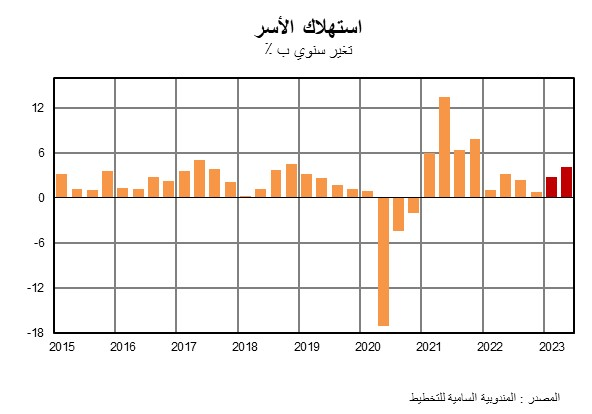 استهلاك الأسر
تغير سنوي ب ٪
12
6
0
-6
-12
-18
2015 2016 2017 2018 2019 2020 2021 2022 2023
المصدر : المندوبية السامية للتخطيط